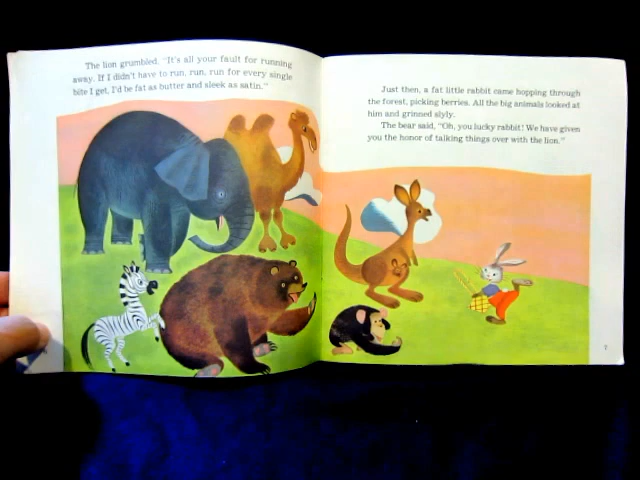 The lion grumbled. "It's all your fault for running
away. If I didn't have to run, run, run for every single
bite I get, I'd be fat as butter and sleek as satin."
Just then, a fat little rabbit came hopping through
the forest, picking berries. All the big animals looked at
him and grinned slyly.
The bear said, "Oh, you lucky rabbit! We have given
you the honor of talking things over with the lion."
7